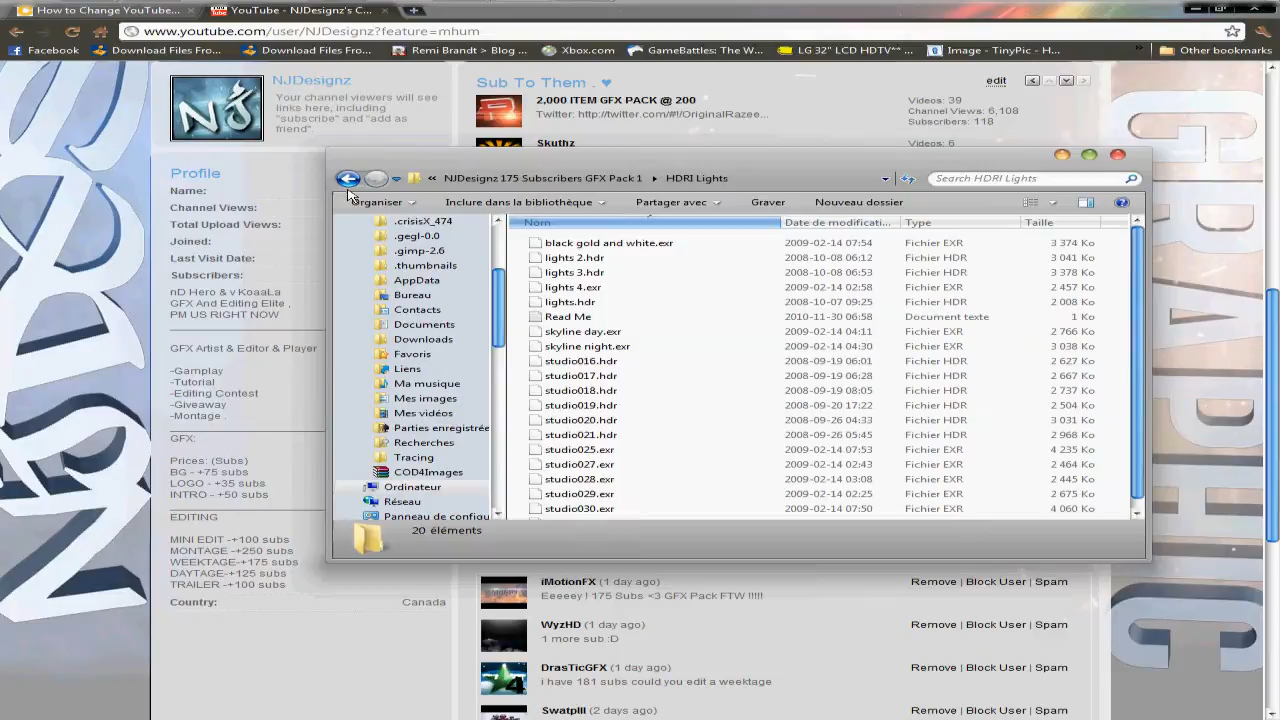 How to Change YouTube...
YouTube - NJDesignz's C...
www.youtube.com/user/NJDesignz?feature=mhum
Facebook
Download Files Fro...
Download Files Fro...
Remi Brandt > Blog ...
Xbox.com
GameBattles: The W...
LG 32" LCD HDTV** ...
Image - TinyPic - H...
Other bookmarks
NJ
NJDesignz
Your channel viewers will see
links here, including
"subscribe" and "add as
friend".
Sub To Them . ♥
edit
2,000 ITEM GFX PACK @ 200
Twitter: http://twitter.com/#!/OriginalRazee...
Videos: 39
Channel Views: 6,108
Subscribers: 118
Skuthz
Videos: 6
Profile
Name:
Channel Views:
Total Upload Views:
Joined:
Last Visit Date:
Subscribers:
nD Hero & v KoaaLa
GFX And Editing Elite ,
PM US RIGHT NOW
GFX Artist & Editor & Player
-Gamplay
-Tutorial
-Editing Contest
-Giveaway
-Montage .
GFX:
Prices: (Subs)
BG - +75 subs
LOGO - +35 subs
INTRO - +50 subs
EDITING
MINI EDIT -+100 subs
MONTAGE -+250 subs
WEEKTAGE-+175 subs
DAYTAGE-+125 subs
TRAILER -+100 subs
Country: Canada
« NJDesignz 175 Subscribers GFX Pack 1 ▸ HDRI Lights
Search HDRI Lights
Organiser
Inclure dans la bibliothèque
Partager avec
Graver
Nouveau dossier
.crisisX_474
.gegl-0.0
.gimp-2.6
.thumbnails
AppData
Bureau
Contacts
Documents
Downloads
Favoris
Liens
Ma musique
Mes images
Mes vidéos
Parties enregistrée
Recherches
Tracing
COD4Images
Ordinateur
Réseau
Panneau de configu
Nom Date de modificati... Type Taille
black gold and white.exr 2009-02-14 07:54 Fichier EXR 3 374 Ko
lights 2.hdr 2008-10-08 06:12 Fichier HDR 3 041 Ko
lights 3.hdr 2008-10-08 06:53 Fichier HDR 3 378 Ko
lights 4.exr 2009-02-14 02:58 Fichier EXR 2 457 Ko
lights.hdr 2008-10-07 09:25 Fichier HDR 2 008 Ko
Read Me 2010-11-30 06:58 Document texte 1 Ko
skyline day.exr 2009-02-14 04:11 Fichier EXR 2 766 Ko
skyline night.exr 2009-02-14 04:30 Fichier EXR 3 038 Ko
studio016.hdr 2008-09-19 06:01 Fichier HDR 2 627 Ko
studio017.hdr 2008-09-19 06:28 Fichier HDR 2 667 Ko
studio018.hdr 2008-09-19 08:05 Fichier HDR 2 737 Ko
studio019.hdr 2008-09-20 17:22 Fichier HDR 2 504 Ko
studio020.hdr 2008-09-26 04:33 Fichier HDR 3 031 Ko
studio021.hdr 2008-09-26 05:45 Fichier HDR 2 968 Ko
studio025.exr 2009-02-14 07:53 Fichier EXR 4 235 Ko
studio027.exr 2009-02-14 02:43 Fichier EXR 2 464 Ko
studio028.exr 2009-02-14 03:08 Fichier EXR 2 445 Ko
studio029.exr 2009-02-14 02:25 Fichier EXR 2 675 Ko
studio030.exr 2009-02-14 07:50 Fichier EXR 4 060 Ko
20 éléments
iMotionFX (1 day ago) Remove | Block User | Spam
Eeeeey ! 175 Subs <3 GFX Pack FTW !!!!!
WyzHD (1 day ago) Remove | Block User | Spam
1 more sub :D
DrasTicGFX (1 day ago) Remove | Block User | Spam
i have 181 subs could you edit a weektage
SwatpIII (2 days ago) Remove | Block User | Spam